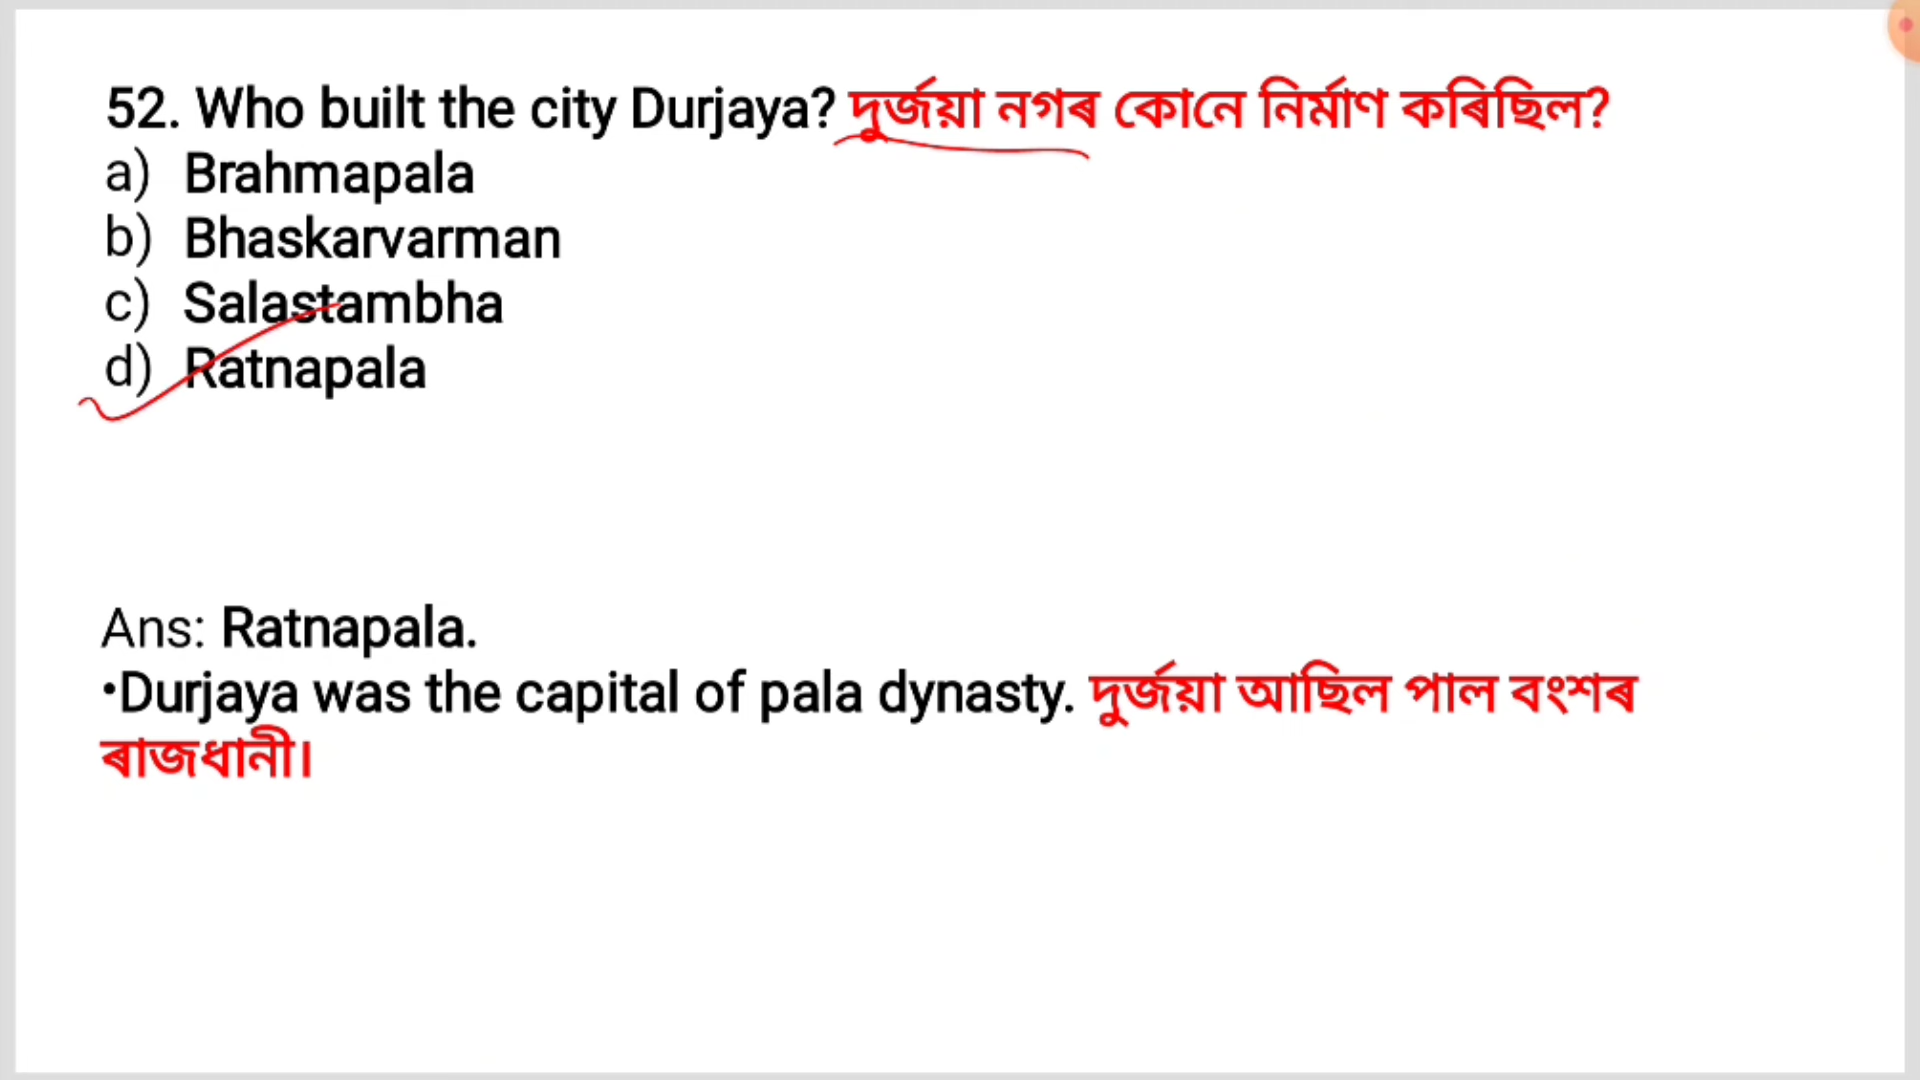 52. Who built the city Durjaya? দুৰ্জয়া নগৰ কোনে নিৰ্মাণ কৰিছিল?
a) Brahmapala
b) Bhaskarvarman
c) Salastambha
d) Ratnapala
Ans: Ratnapala.
•Durjaya was the capital of pala dynasty. দুৰ্জয়া আছিল পাল বংশৰ
ৰাজধানী।